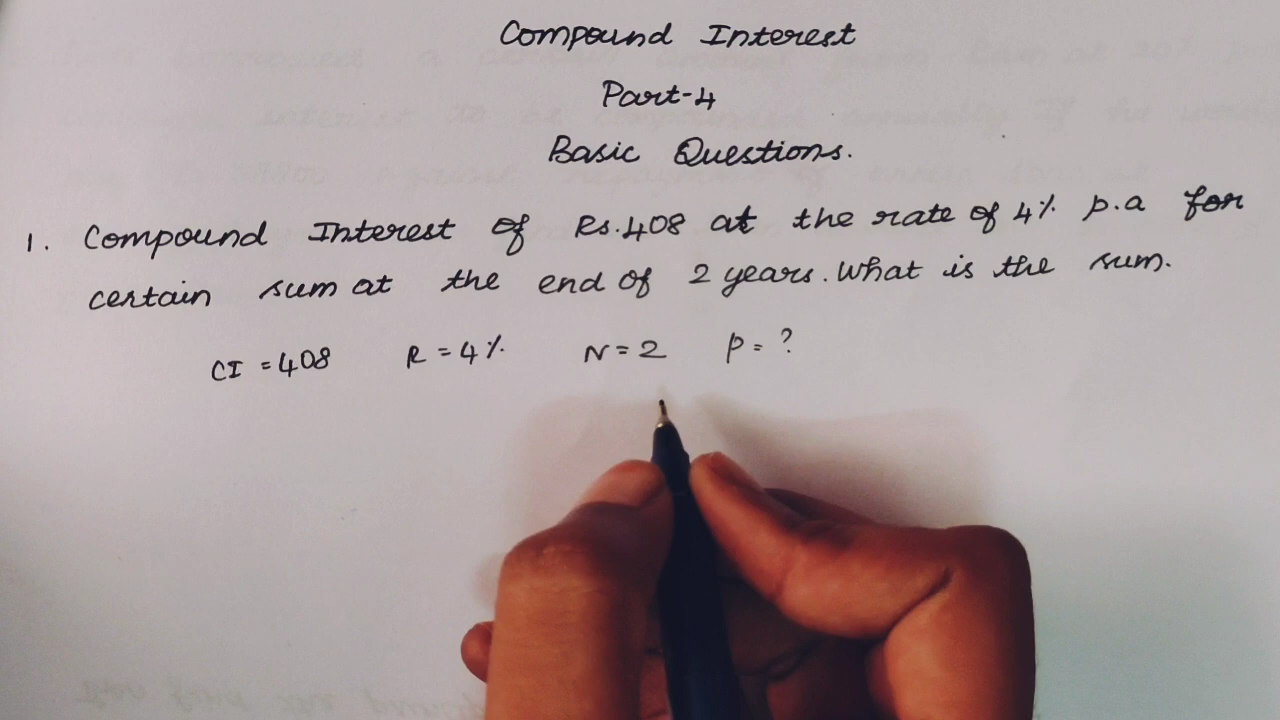 Compound Interest
Part-4
Basic Questions.
1. Compound Interest of Rs.408 at the rate of 4% p.a for
certain sum at the end of 2 years. What is the sum.
CI = 408 R = 4% N = 2 P = ?